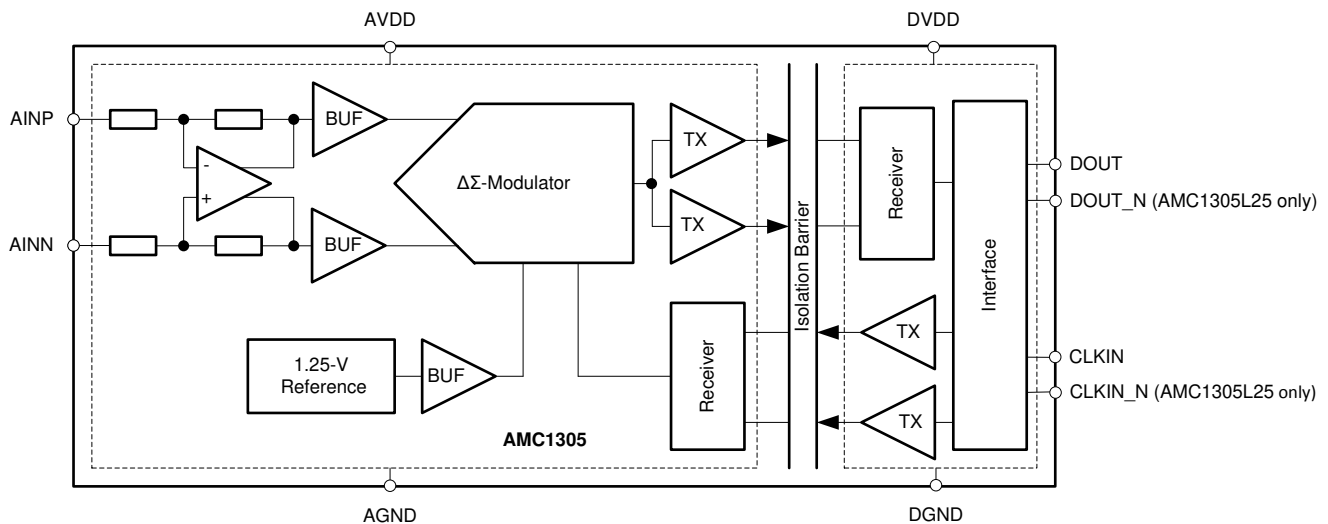 AVDD
DVDD
AINP
BUF
TX
-
ΔΣ-Modulator
Receiver
DOUT
+
DOUT_N (AMC1305L25 only)
TX
AINN
BUF
Isolation Barrier
Interface
TX
CLKIN
1.25-V
Reference
BUF
Receiver
CLKIN_N (AMC1305L25 only)
TX
AMC1305
AGND
DGND